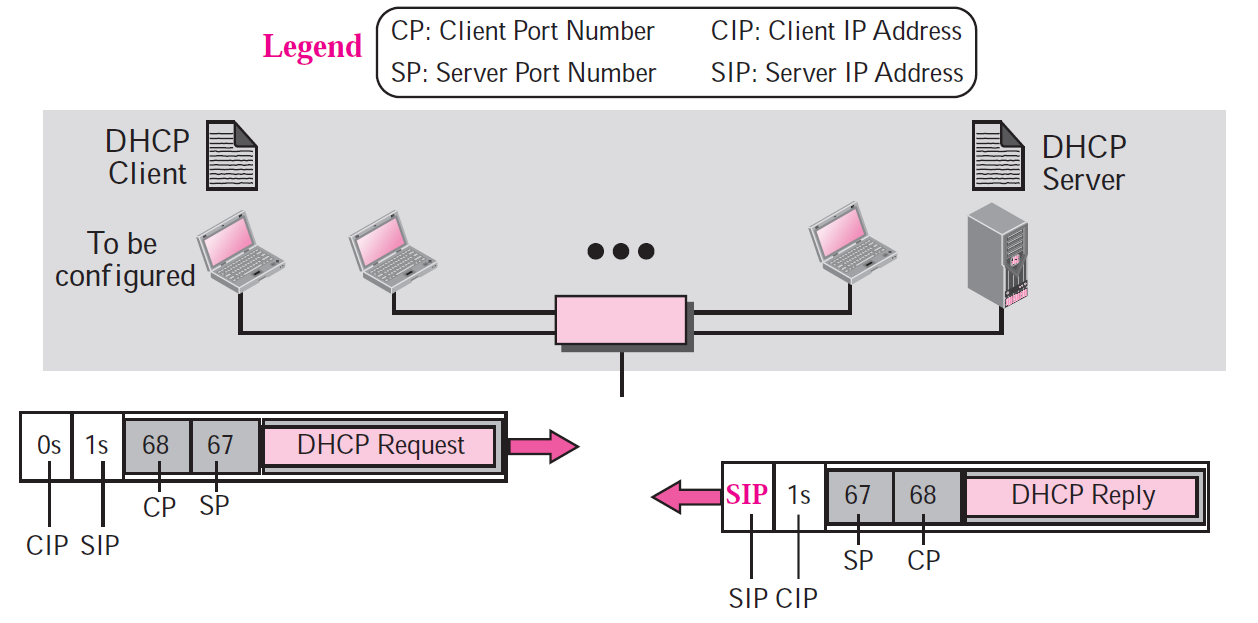 Legend
CP: Client Port Number
CIP: Client IP Address
SP: Server Port Number
SIP: Server IP Address
DHCP
Client
DHCP
Server
To be
configured
0s
1s
68
67
DHCP Request
CP
SP
CIP
SIP
SIP
1s
67
68
DHCP Reply
SP
CP
SIP
CIP